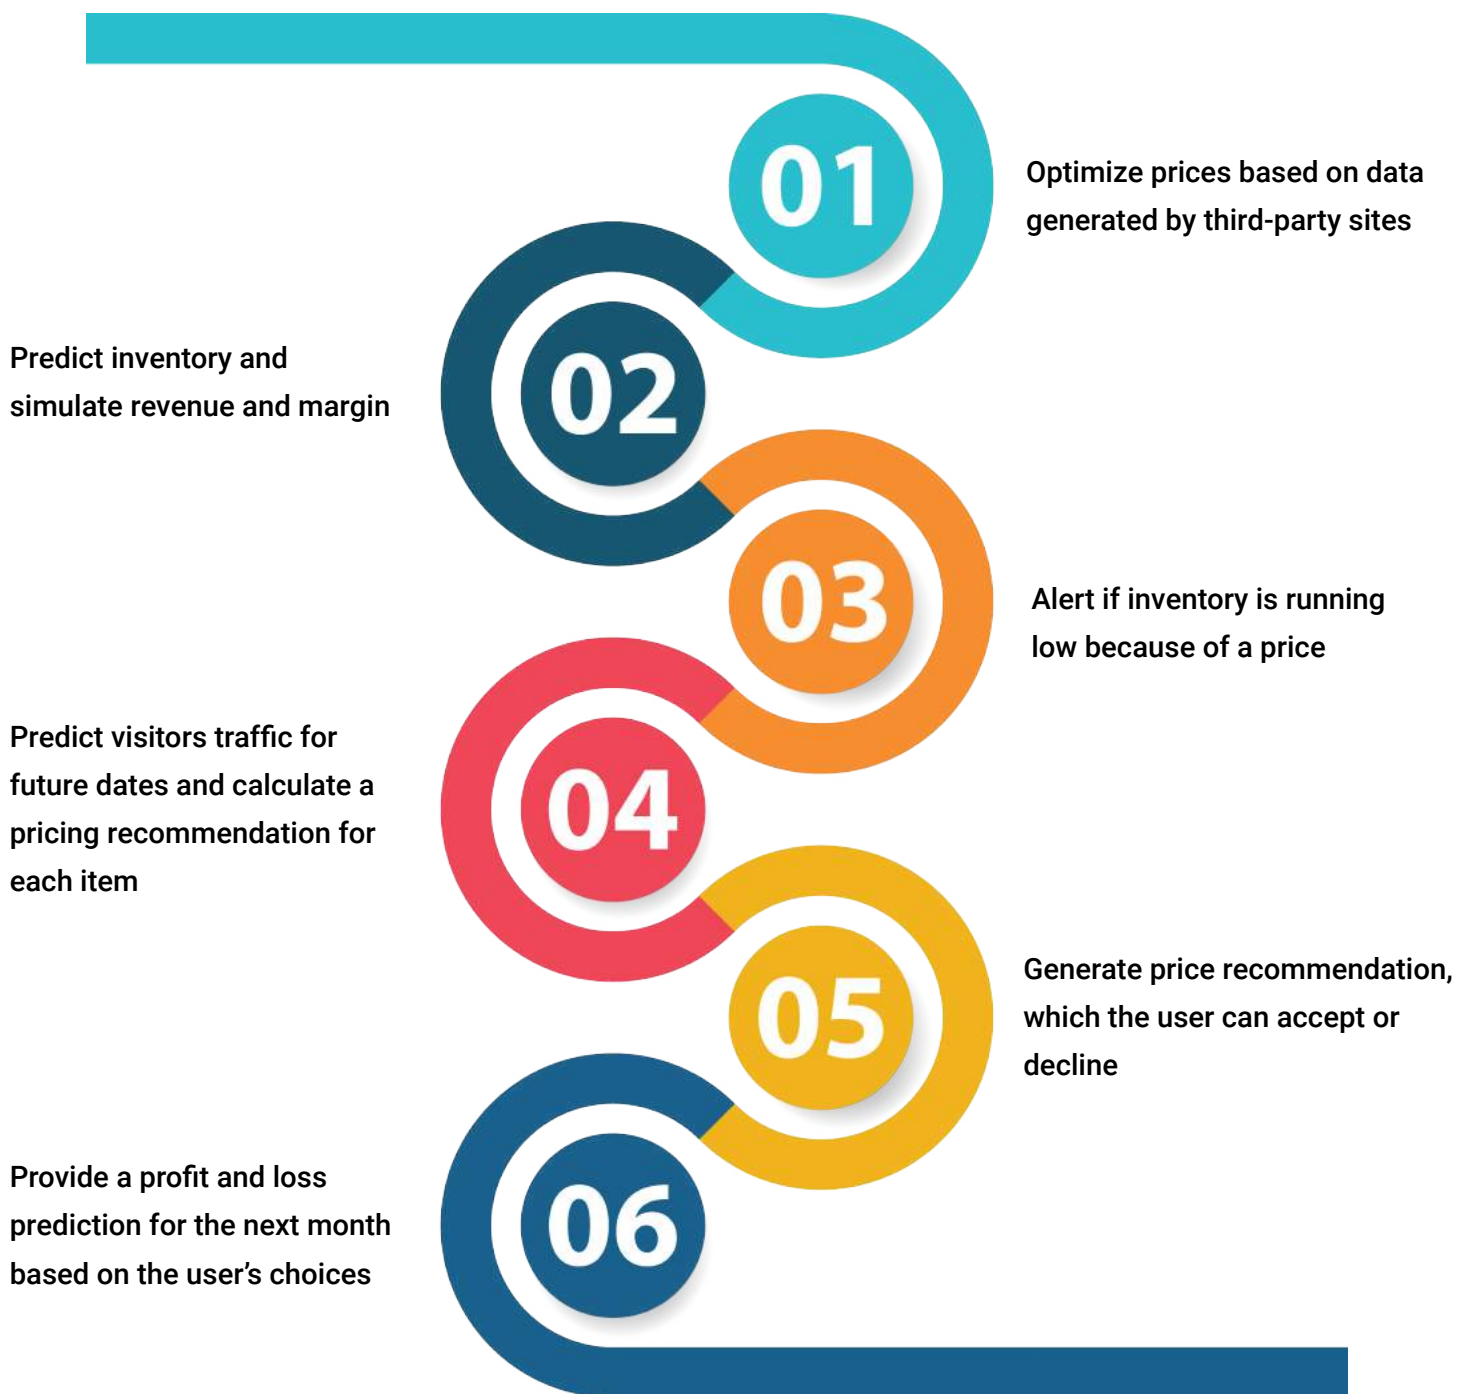 01
Optimize prices based on data
generated by third-party sites
02
Predict inventory and
simulate revenue and margin
03
Alert if inventory is running
low because of a price
04
Predict visitors traffic for
future dates and calculate a
pricing recommendation for
each item
05
Generate price recommendation,
which the user can accept or
decline
06
Provide a profit and loss
prediction for the next month
based on the user’s choices